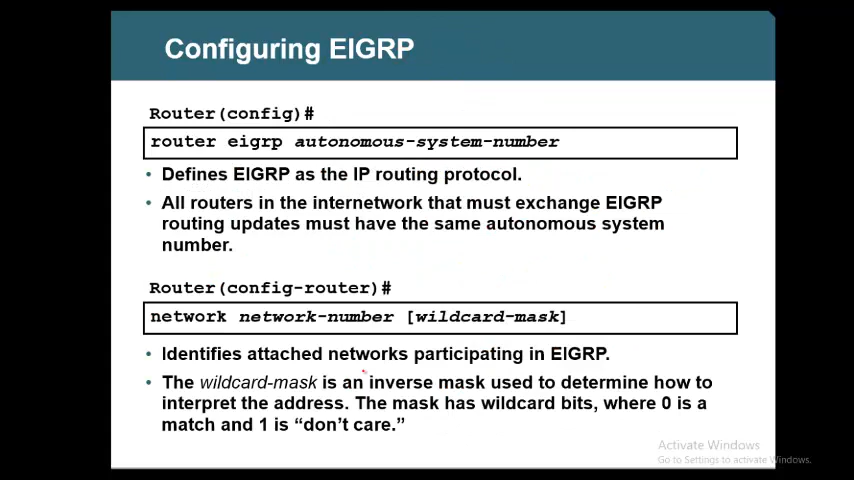 Configuring EIGRP
Router(config)#
router eigrp autonomous-system-number
• Defines EIGRP as the IP routing protocol.
• All routers in the internetwork that must exchange EIGRP
routing updates must have the same autonomous system
number.
Router(config-router)#
network network-number [wildcard-mask]
• Identifies attached networks participating in EIGRP.
• The wildcard-mask is an inverse mask used to determine how to
interpret the address. The mask has wildcard bits, where 0 is a
match and 1 is “don’t care.”
Activate Windows
Go to Settings to activate Windows.